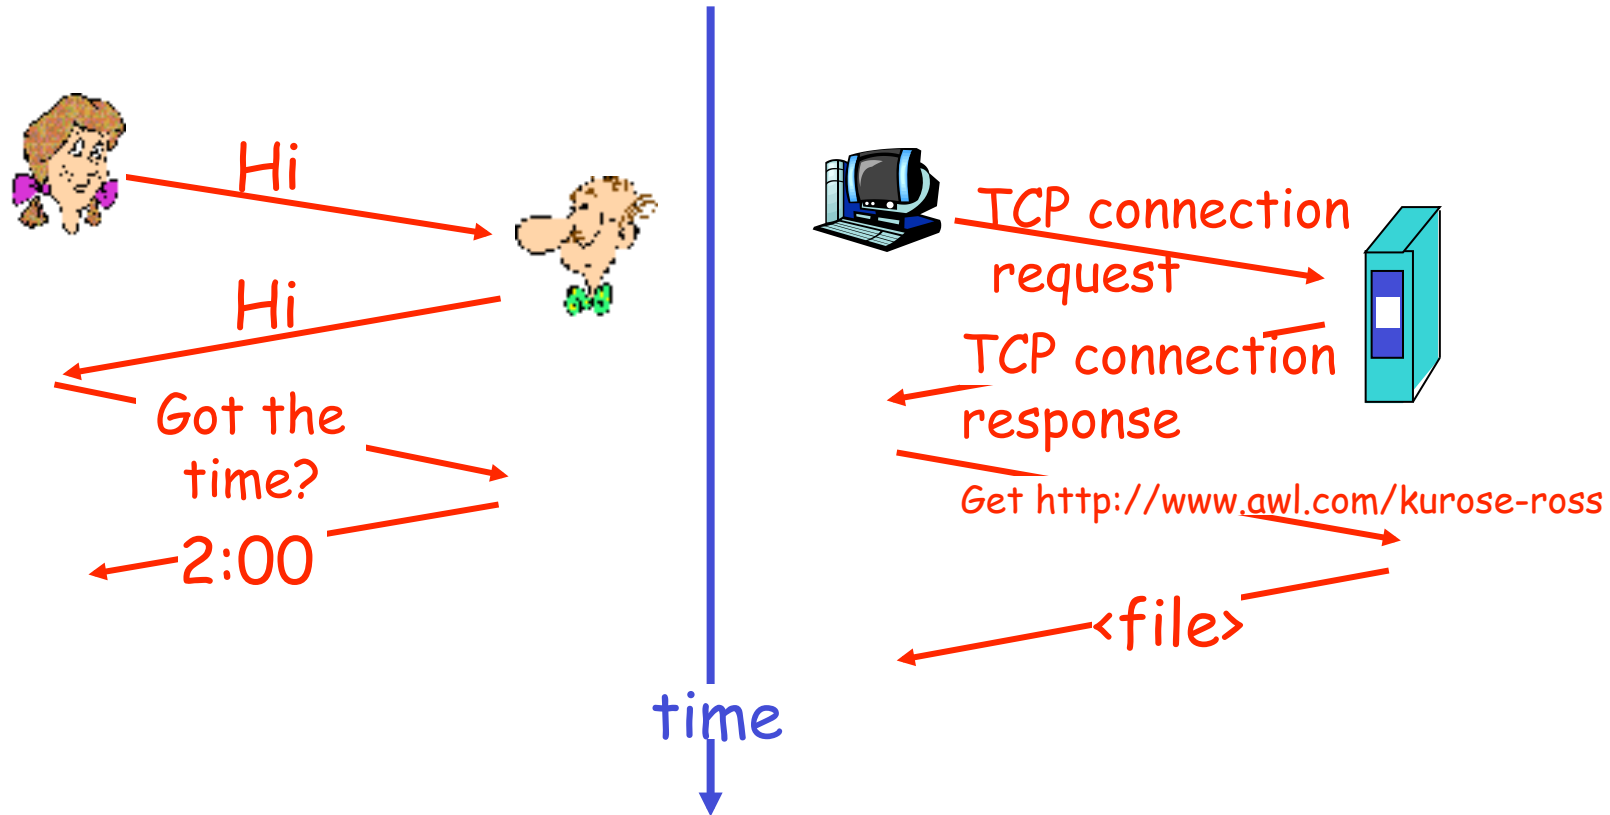 Hi
Hi
Got the
time?
2:00
TCP connection
request
TCP connection
response
Get http://www.awl.com/kurose-ross
<file>
time